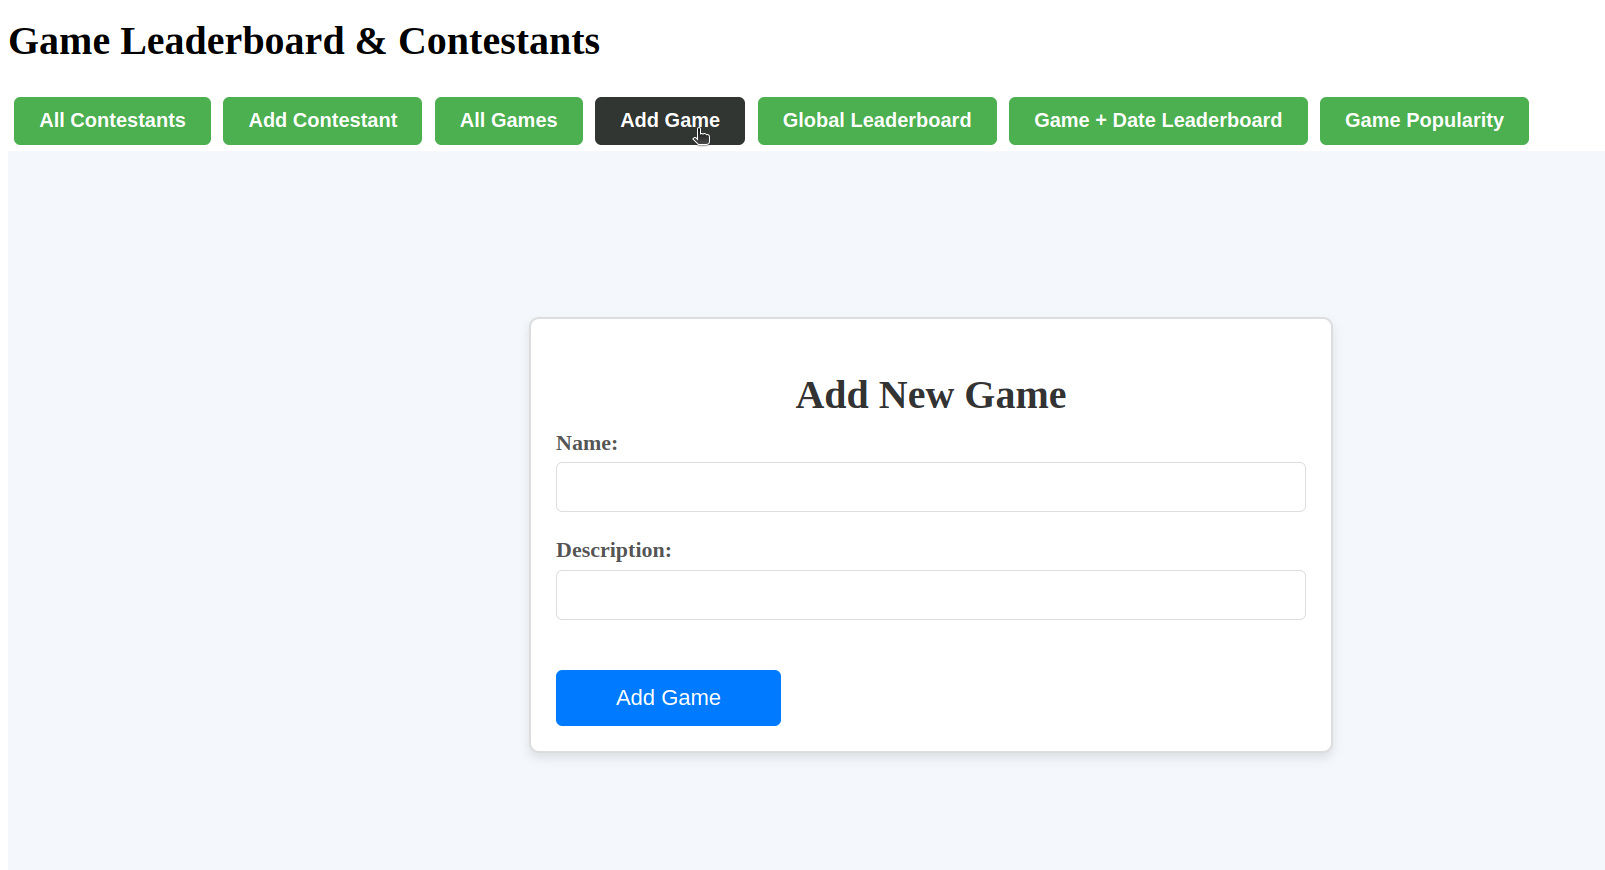 Game Leaderboard & Contestants
All Contestants Add Contestant All Games Add Game Global Leaderboard Game + Date Leaderboard Game Popularity
Add New Game
Name:
Description:
Add Game